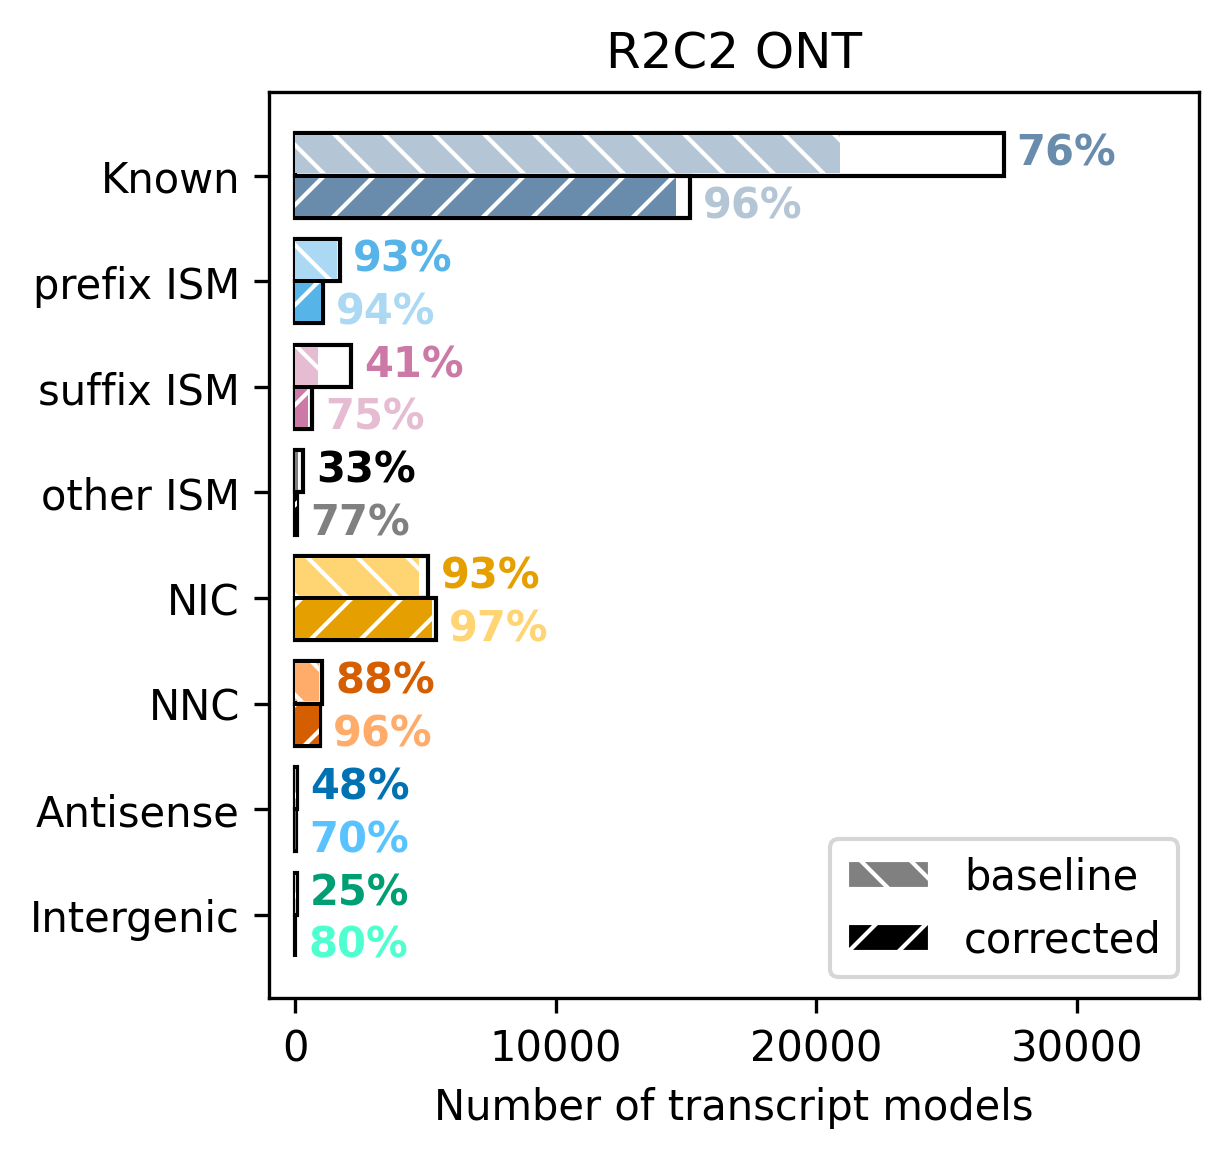 R2C2 ONT
Known
76%
96%
prefix ISM
93%
94%
suffix ISM
41%
75%
other ISM
33%
77%
NIC
93%
97%
NNC
88%
96%
Antisense
48%
70%
Intergenic
25%
80%
baseline
corrected
0 10000 20000 30000
Number of transcript models